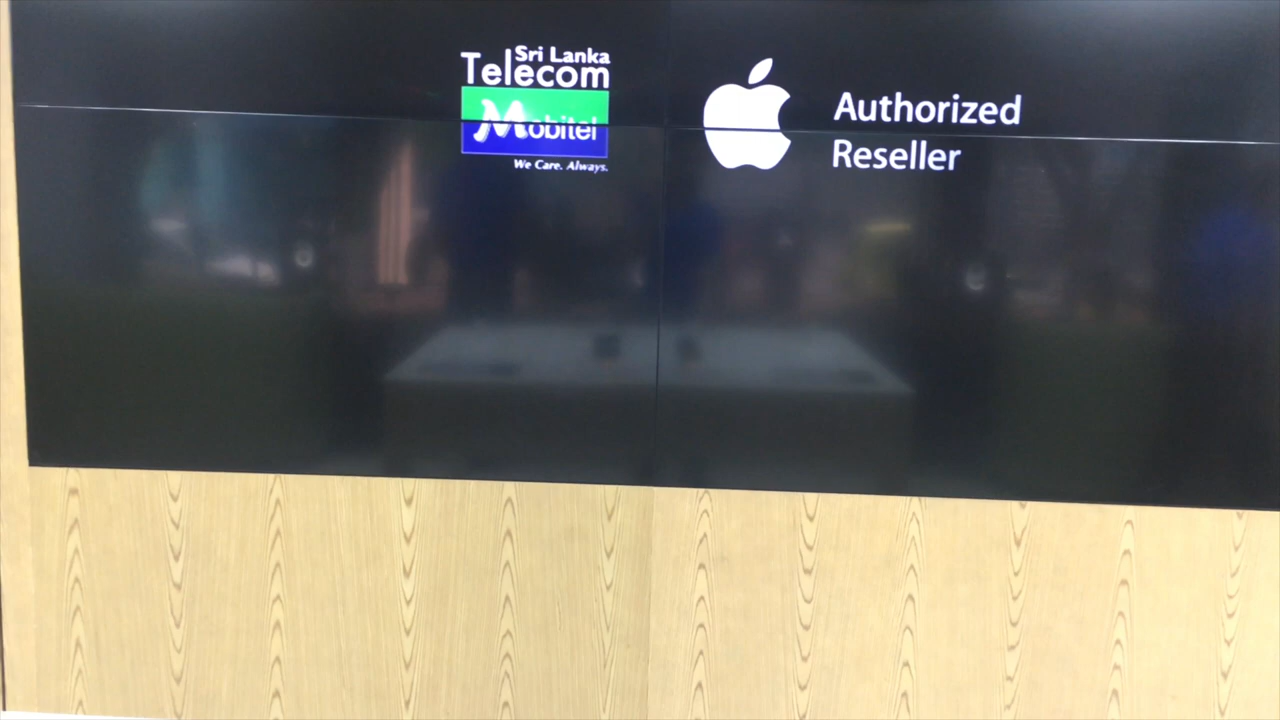 Sri Lanka
Telecom
Mobitel
We Care. Always.
Authorized
Reseller